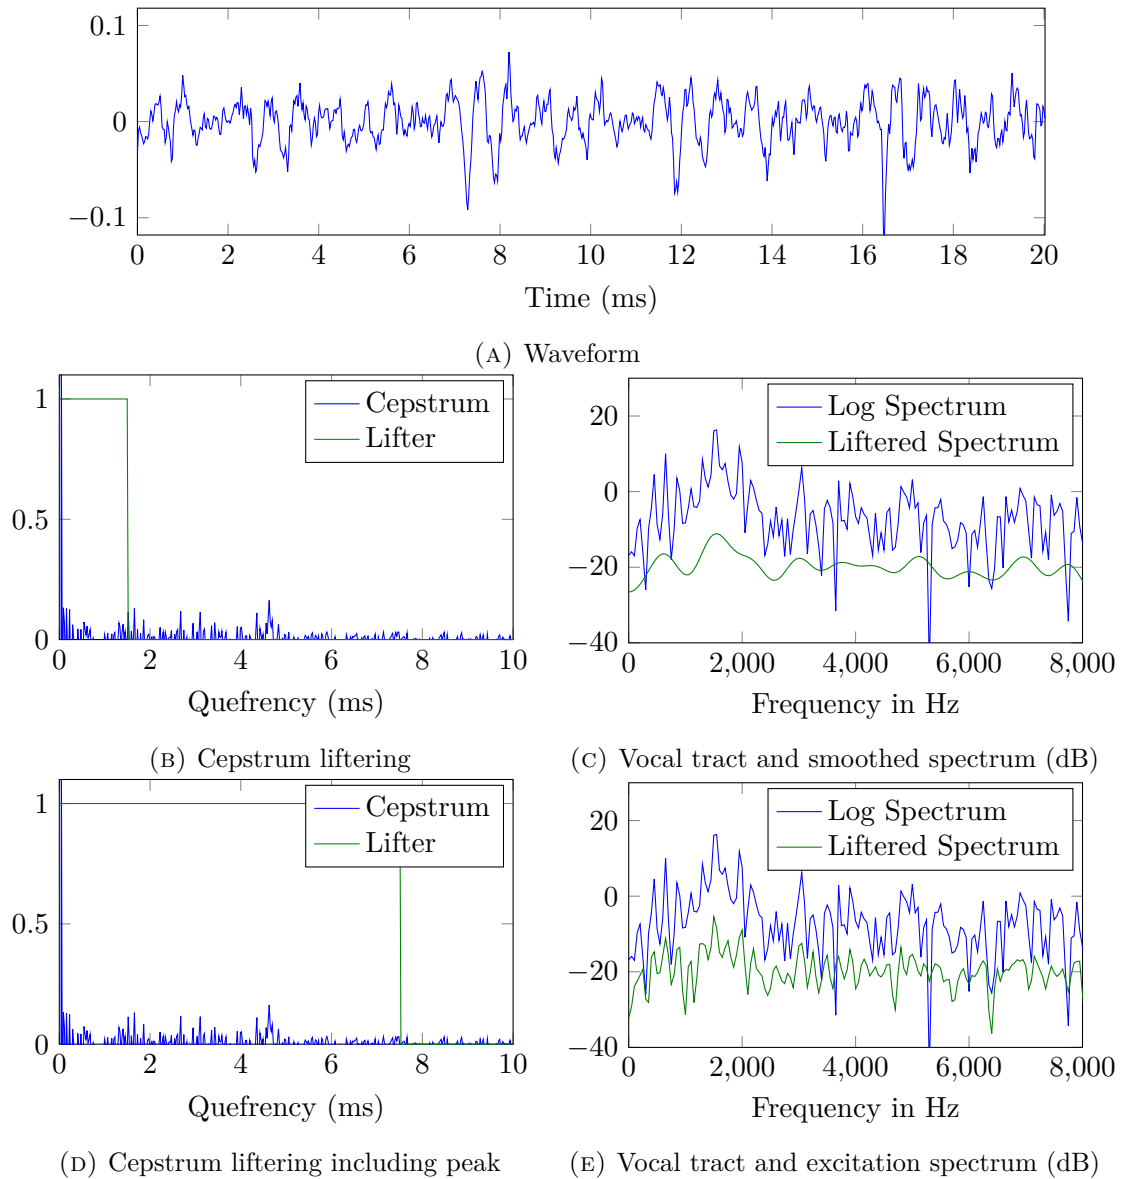 0.1
0
−0.1
0 2 4 6 8 10 12 14 16 18 20
Time (ms)
(A) Waveform
1
0.5
0
0 2 4 6 8 10
Cepstrum
Lifter
Quefrency (ms)
(B) Cepstrum liftering
20
0
−20
−40
0 2,000 4,000 6,000 8,000
Log Spectrum
Liftered Spectrum
Frequency in Hz
(C) Vocal tract and smoothed spectrum (dB)
1
0.5
0
0 2 4 6 8 10
Cepstrum
Lifter
Quefrency (ms)
(D) Cepstrum liftering including peak
20
0
−20
−40
0 2,000 4,000 6,000 8,000
Log Spectrum
Liftered Spectrum
Frequency in Hz
(E) Vocal tract and excitation spectrum (dB)